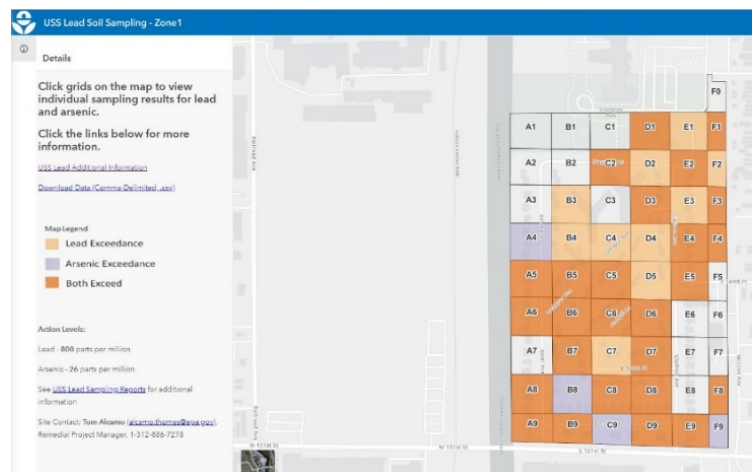 USS Lead Soil Sampling - Zone1
Details
Click grids on the map to view
individual sampling results for lead
and arsenic.
Click the links below for more
information.
USS Lead Additional Information
Download Data (Comma-Delimited, .csv)
Map Legend
Lead Exceedance
Arsenic Exceedance
Both Exceed
Action Levels:
Lead - 800 parts per million
Arsenic - 26 parts per million
See USS Lead Sampling Reports for additional
information
Site Contact: Tom Alcamo (alcamo.thomas@epa.gov),
Remedial Project Manager, 1-312-886-7278
F0
A1 B1 C1 D1 E1 F1
A2 B2 C2 D2 E2 F2
A3 B3 C3 D3 E3 F3
A4 B4 C4 D4 E4 F4
A5 B5 C5 D5 E5 F5
A6 B6 C6 D6 E6 F6
A7 B7 C7 D7 E7 F7
A8 B8 C8 D8 E8 F8
A9 B9 C9 D9 E9 F9
Railroad Ave
W 151st St
E 151st St